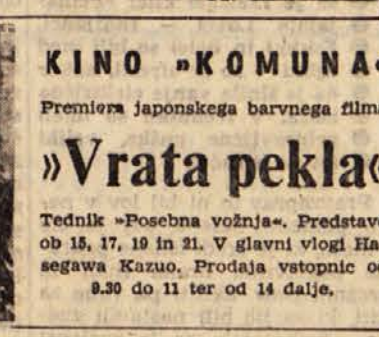 KINO »KOMUNA«
Premiera japonskega barvnega filma
»Vrata pekla«
Tednik »Posebna vožnja«. Predstave
ob 15, 17, 19 in 21. V glavni vlogi Ha-
segawa Kazuo. Prodaja vstopnic od
9.30 do 11 ter od 14 dalje.